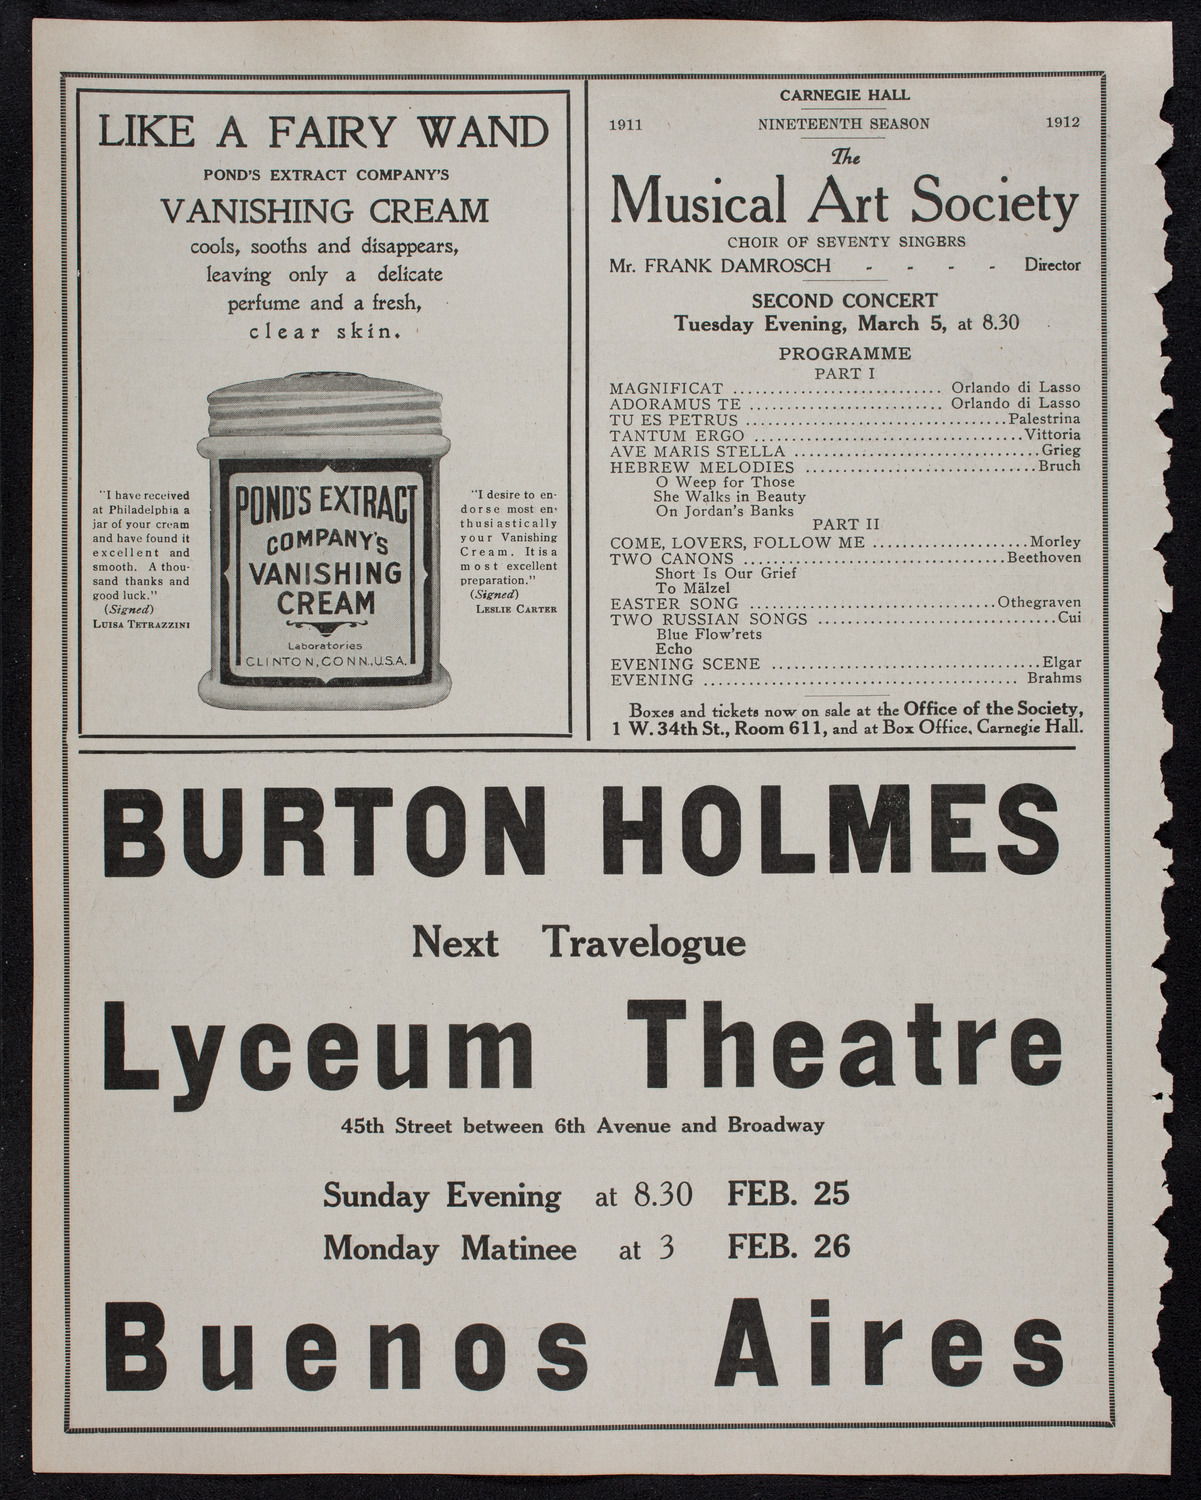 LIKE A FAIRY WAND
POND'S EXTRACT COMPANY'S
VANISHING CREAM
cools, sooths and disappears,
leaving only a delicate
perfume and a fresh,
clear skin.
"I have received
at Philadelphia a
jar of your cream
and have found it
excellent and
smooth. A thou-
sand thanks and
good luck."
(Signed)
LUISA TETRAZZINI
POND'S EXTRACT
COMPANY'S
VANISHING
CREAM
Laboratories
CLINTON, CONN., U.S.A.
"I desire to en-
dorse most en-
thusiastically
your Vanishing
Cream. It is a
most excellent
preparation."
(Signed)
LESLIE CARTER
CARNEGIE HALL
1911 NINETEENTH SEASON 1912
The
Musical Art Society
CHOIR OF SEVENTY SINGERS
Mr. FRANK DAMROSCH - - - - Director
SECOND CONCERT
Tuesday Evening, March 5, at 8.30
PROGRAMME
PART I
MAGNIFICAT .......................... Orlando di Lasso
ADORAMUS TE ........................ Orlando di Lasso
TU ES PETRUS .................................Palestrina
TANTUM ERGO .................................Vittoria
AVE MARIS STELLA ...............................Grieg
HEBREW MELODIES .............................Bruch
O Weep for Those
She Walks in Beauty
On Jordan's Banks
PART II
COME, LOVERS, FOLLOW ME ....................Morley
TWO CANONS .................................Beethoven
Short Is Our Grief
To Mälzel
EASTER SONG ................................Othegraven
TWO RUSSIAN SONGS ..............................Cui
Blue Flow'rets
Echo
EVENING SCENE ..................................Elgar
EVENING ........................................ Brahms
Boxes and tickets now on sale at the Office of the Society,
1 W. 34th St., Room 611, and at Box Office, Carnegie Hall.
BURTON HOLMES
Next Travelogue
Lyceum Theatre
45th Street between 6th Avenue and Broadway
Sunday Evening at 8.30 FEB. 25
Monday Matinee at 3 FEB. 26
Buenos Aires